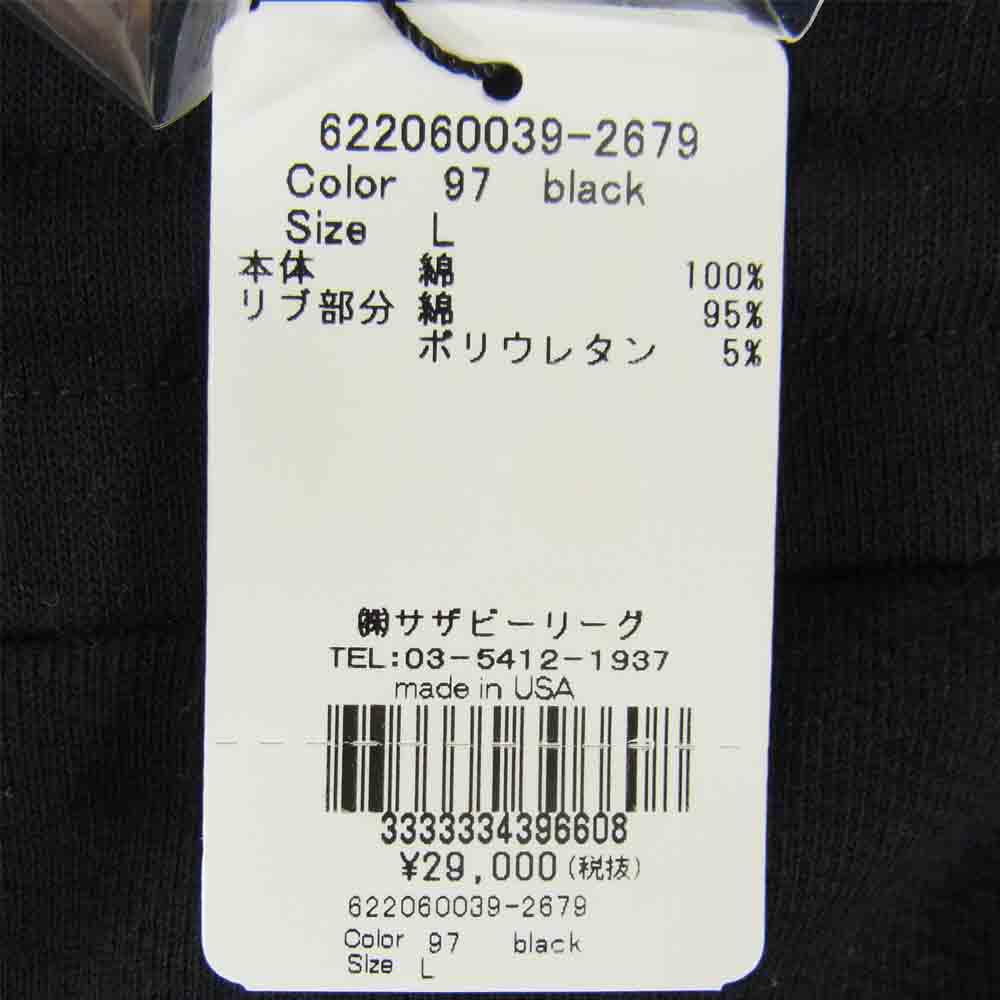 622060039-2679
Color 97 black
Size L
本体 綿 100%
リブ部分 綿 95%
ポリウレタン 5%
㈱サザビーリーグ
TEL:03-5412-1937
made in USA
3333334396608
¥29,000(税抜)
622060039-2679
Color 97 black
Size L